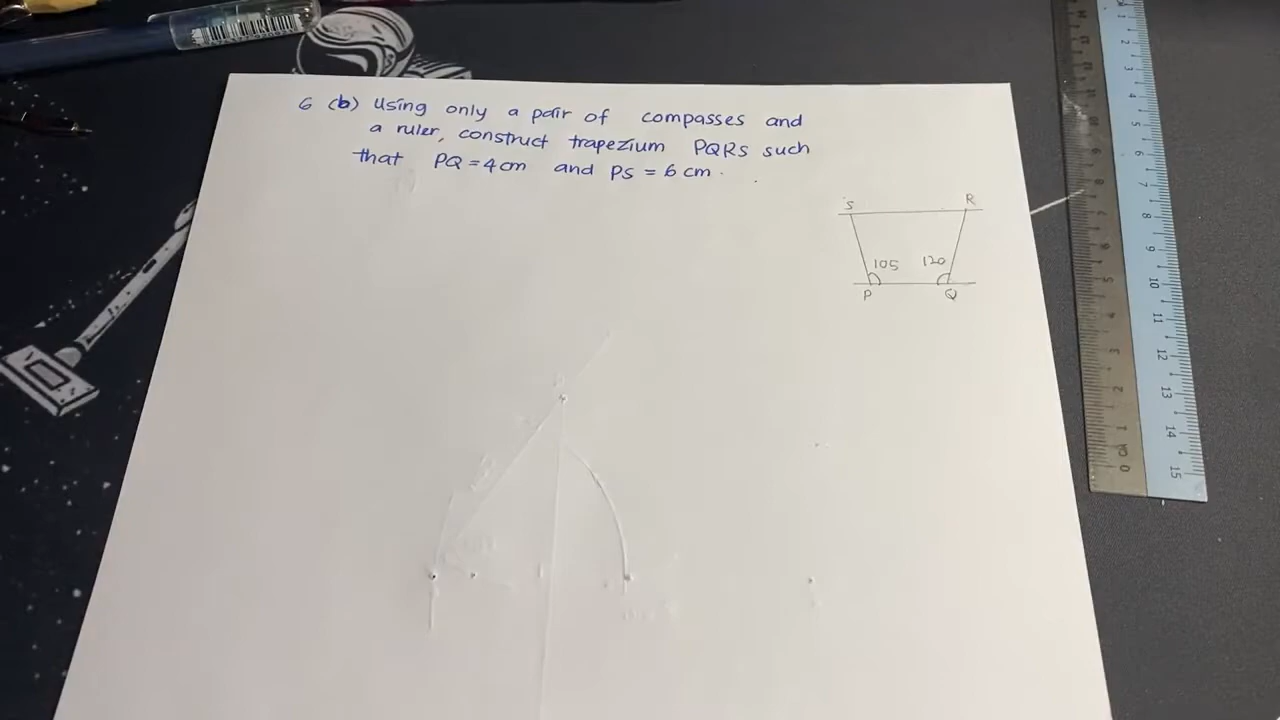 6 (b) Using only a pair of compasses and
a ruler, construct trapezium PQRS such
that PQ = 4 cm and PS = 6 cm.
S R
105 120
P Q